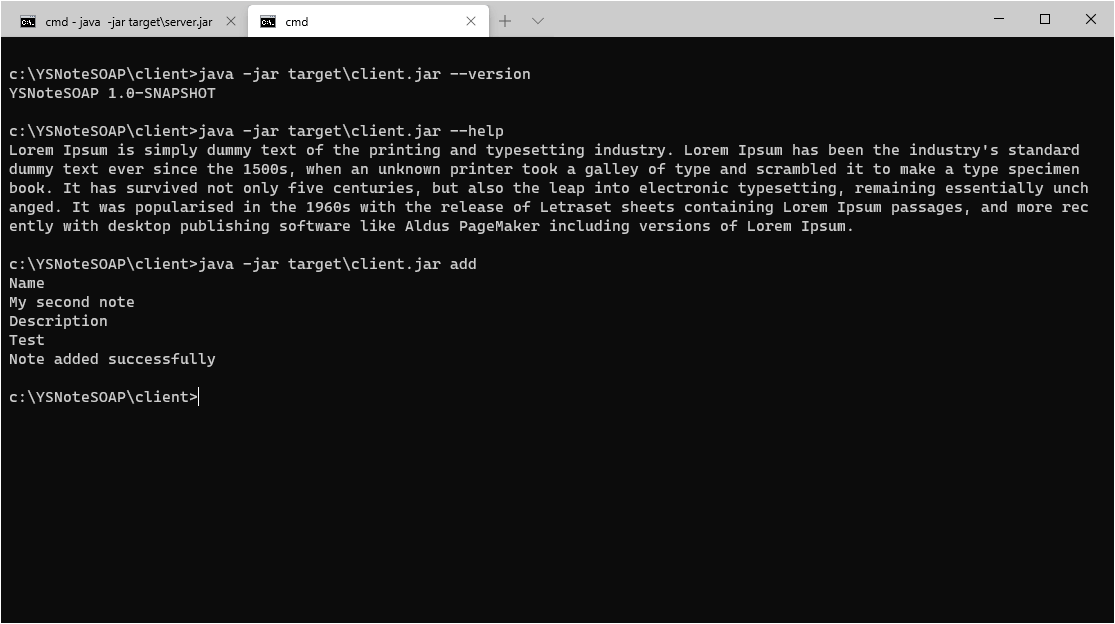 cmd - java  -jar target\server.jar
cmd
c:\YSNoteSOAP\client>java -jar target\client.jar --version
YSNoteSOAP 1.0-SNAPSHOT
c:\YSNoteSOAP\client>java -jar target\client.jar --help
Lorem Ipsum is simply dummy text of the printing and typesetting industry. Lorem Ipsum has been the industry's standard
dummy text ever since the 1500s, when an unknown printer took a galley of type and scrambled it to make a type specimen
book. It has survived not only five centuries, but also the leap into electronic typesetting, remaining essentially unch
anged. It was popularised in the 1960s with the release of Letraset sheets containing Lorem Ipsum passages, and more rec
ently with desktop publishing software like Aldus PageMaker including versions of Lorem Ipsum.
c:\YSNoteSOAP\client>java -jar target\client.jar add
Name
My second note
Description
Test
Note added successfully
c:\YSNoteSOAP\client>